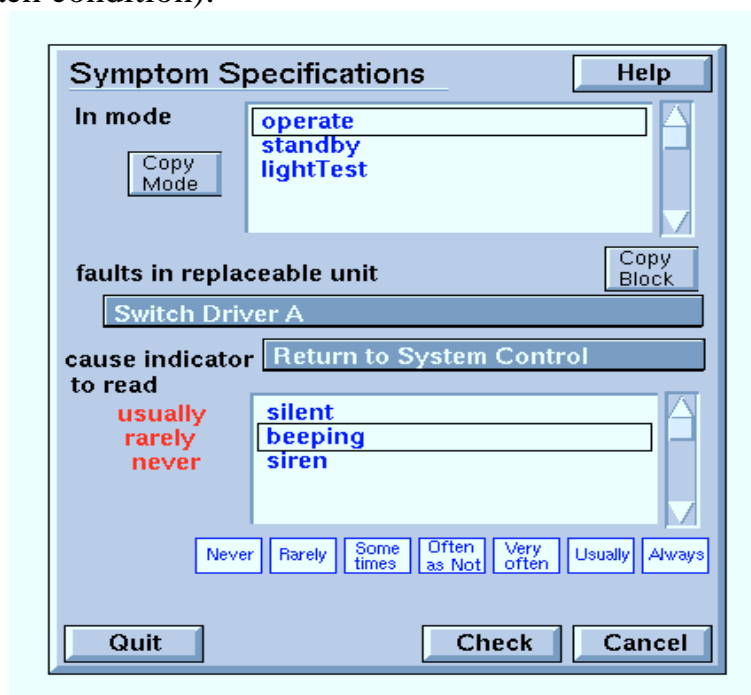 condition).
Symptom Specifications
Help
In mode
operate
standby
lightTest
Copy
Mode
Copy
Block
faults in replaceable unit
Switch Driver A
cause indicator
Return to System Control
to read
usually
silent
rarely
beeping
never
siren
Never
Rarely
Some
times
Often
as Not
Very
often
Usually
Always
Quit
Check
Cancel